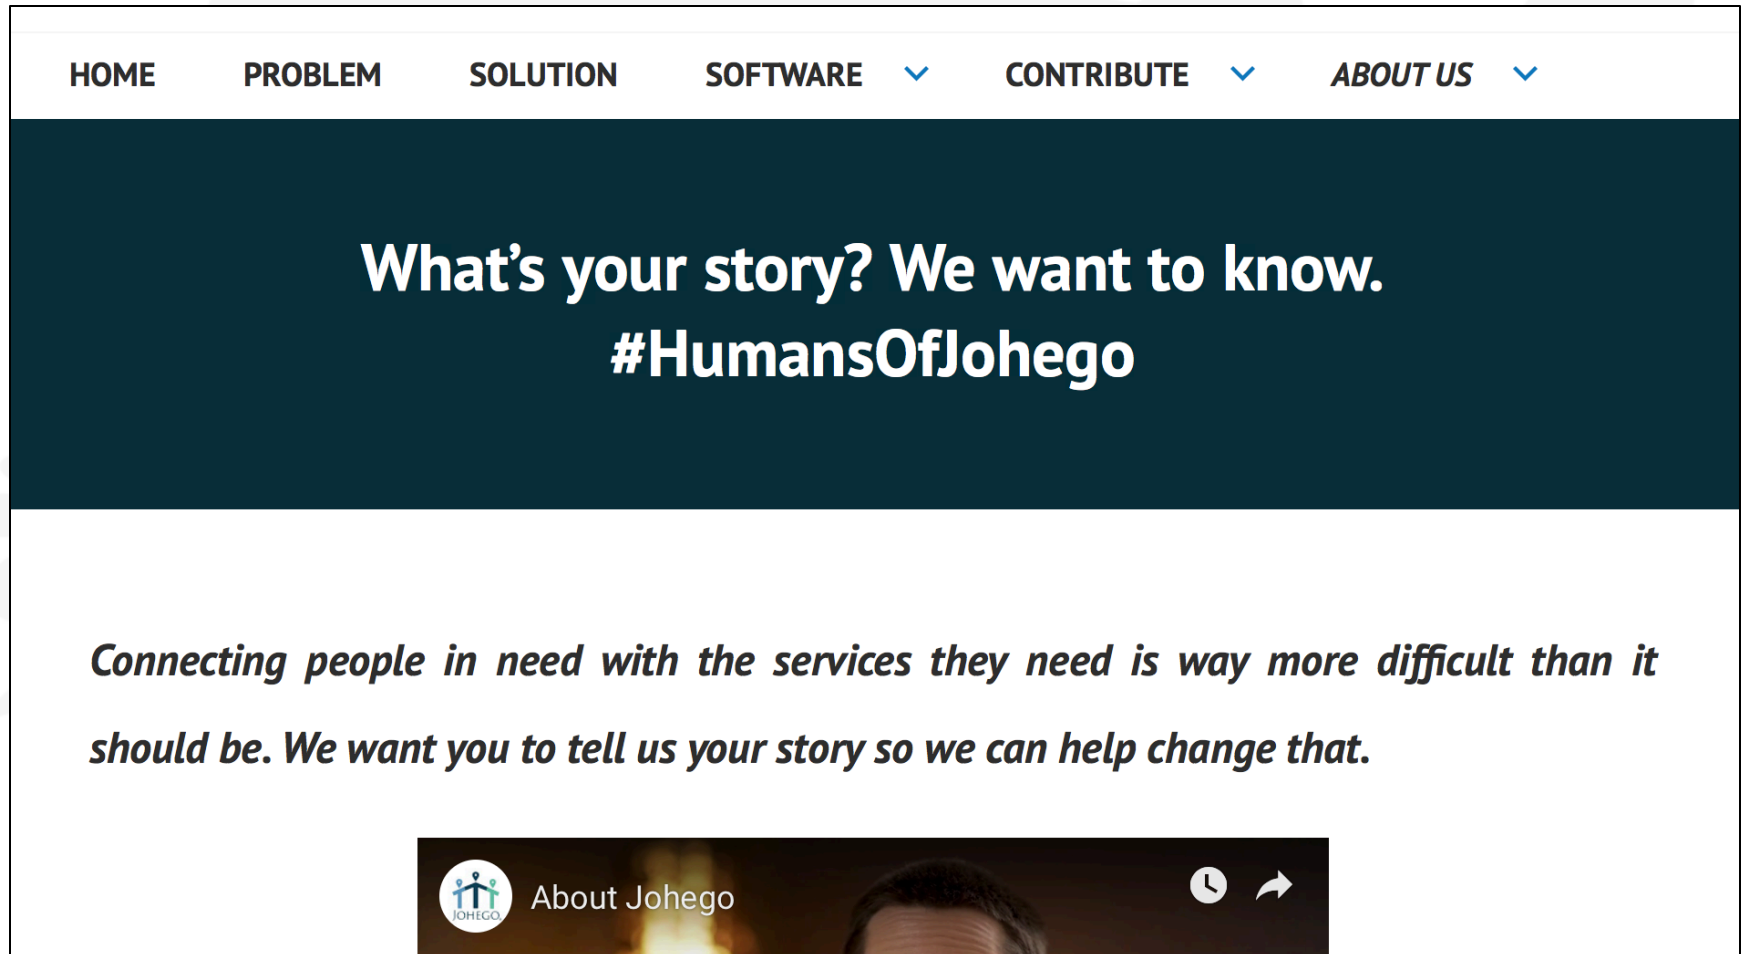 HOME PROBLEM SOLUTION SOFTWARE CONTRIBUTE ABOUT US
What’s your story? We want to know.
#HumansOfJohego
Connecting people in need with the services they need is way more difficult than it
should be. We want you to tell us your story so we can help change that.
About Johego
JOHEGO